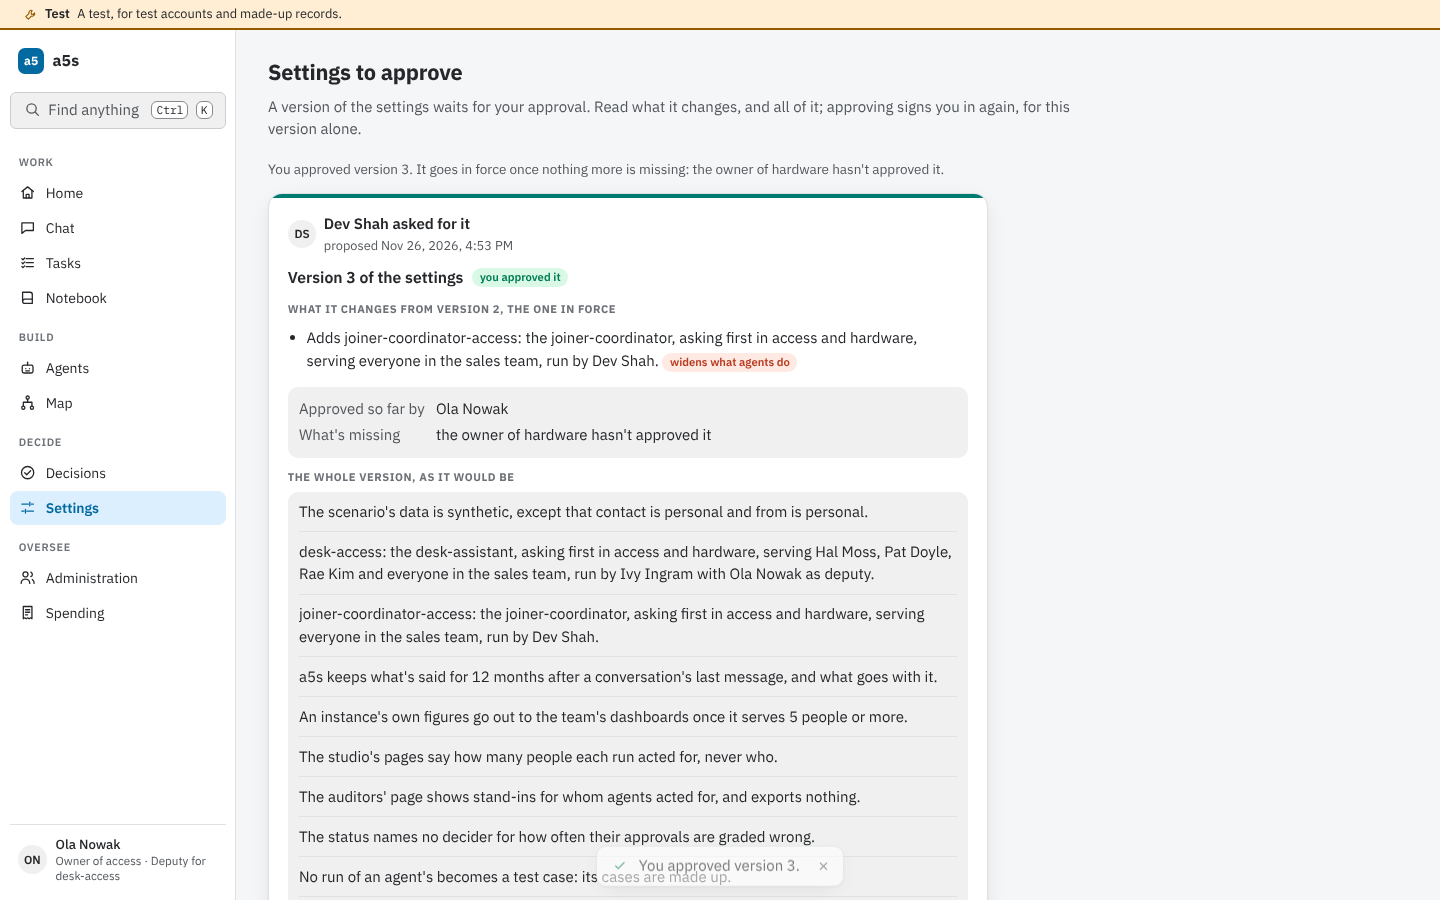 Test A test, for test accounts and made-up records.
a5 a5s
Find anything Ctrl K
WORK
Home
Chat
Tasks
Notebook
BUILD
Agents
Map
DECIDE
Decisions
Settings
OVERSEE
Administration
Spending
ON Ola Nowak
Owner of access · Deputy for
desk-access
Settings to approve
A version of the settings waits for your approval. Read what it changes, and all of it; approving signs you in again, for this
version alone.
You approved version 3. It goes in force once nothing more is missing: the owner of hardware hasn't approved it.
DS Dev Shah asked for it
proposed Nov 26, 2026, 4:53 PM
Version 3 of the settings you approved it
WHAT IT CHANGES FROM VERSION 2, THE ONE IN FORCE
• Adds joiner-coordinator-access: the joiner-coordinator, asking first in access and hardware,
serving everyone in the sales team, run by Dev Shah. widens what agents do
Approved so far by Ola Nowak
What's missing the owner of hardware hasn't approved it
THE WHOLE VERSION, AS IT WOULD BE
The scenario's data is synthetic, except that contact is personal and from is personal.
desk-access: the desk-assistant, asking first in access and hardware, serving Hal Moss, Pat Doyle,
Rae Kim and everyone in the sales team, run by Ivy Ingram with Ola Nowak as deputy.
joiner-coordinator-access: the joiner-coordinator, asking first in access and hardware, serving
everyone in the sales team, run by Dev Shah.
a5s keeps what's said for 12 months after a conversation's last message, and what goes with it.
An instance's own figures go out to the team's dashboards once it serves 5 people or more.
The studio's pages say how many people each run acted for, never who.
The auditors' page shows stand-ins for whom agents acted for, and exports nothing.
The status names no decider for how often their approvals are graded wrong.
No run of an agent's becomes a test case: its cases are made up.
You approved version 3.